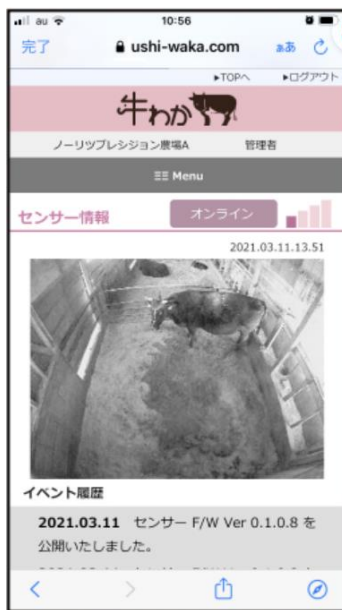 au 10:56
完了 ushi-waka.com ぁあ
▶TOPへ ▶ログアウト
牛わか
ノーリツプレシジョン農場A 管理者
Menu
センサー情報 オンライン
2021.03.11.13.51
イベント履歴
2021.03.11 センサー F/W Ver 0.1.0.8 を
公開いたしました。